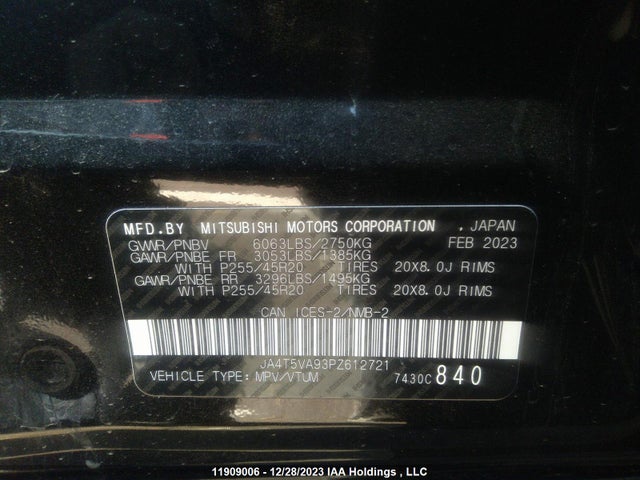 MFD.BY MITSUBISHI MOTORS CORPORATION . JAPAN
GVWR/PNBV 6063LBS/2750KG FEB 2023
GAWR/PNBE FR 3053LBS/1385KG
WITH P255/45R20 TIRES 20X8.0J RIMS
GAWR/PNBE RR 3296LBS/1495KG
WITH P255/45R20 TIRES 20X8.0J RIMS
CAN ICES-2/NMB-2
JA4T5VA93PZ612721
VEHICLE TYPE: MPV/VTUM 7430C 840
11909006 - 12/28/2023 IAA Holdings , LLC